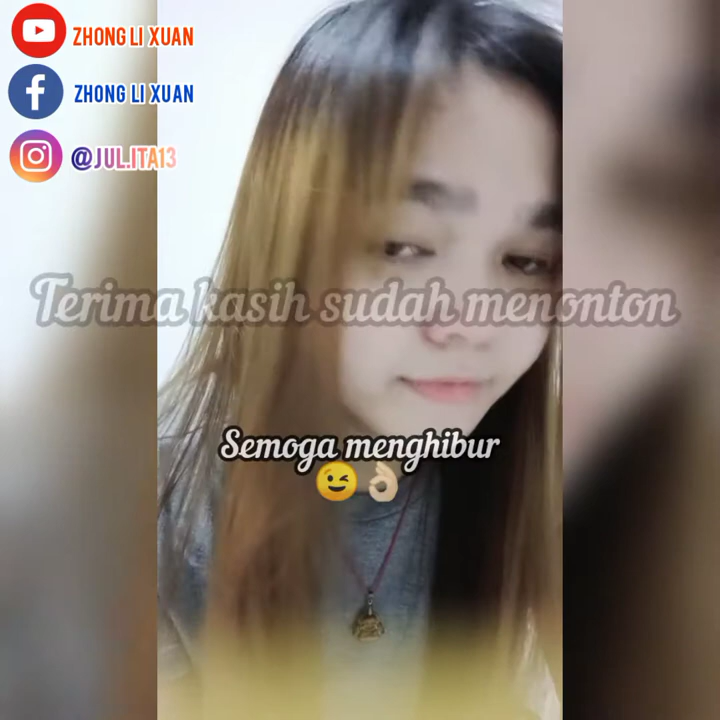 ZHONG LI XUAN
ZHONG LI XUAN
@JUL.ITA13
Terima kasih sudah menonton
Semoga menghibur
😉👌🏼